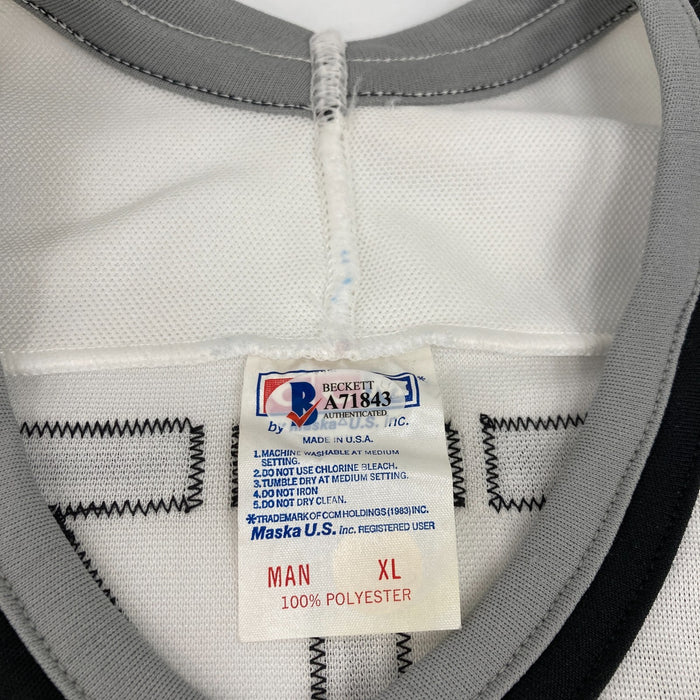 BECKETT
A71843
AUTHENTICATED
by Maska U.S. INC.
MADE IN U.S.A.
1.MACHINE WASHABLE AT MEDIUM
SETTING.
2.DO NOT USE CHLORINE BLEACH.
3.TUMBLE DRY AT MEDIUM SETTING.
4.DO NOT IRON
5.DO NOT DRY CLEAN.
*TRADEMARK OF CCM HOLDINGS (1983) INC.
Maska U.S. inc. REGISTERED USER
MAN XL
100% POLYESTER